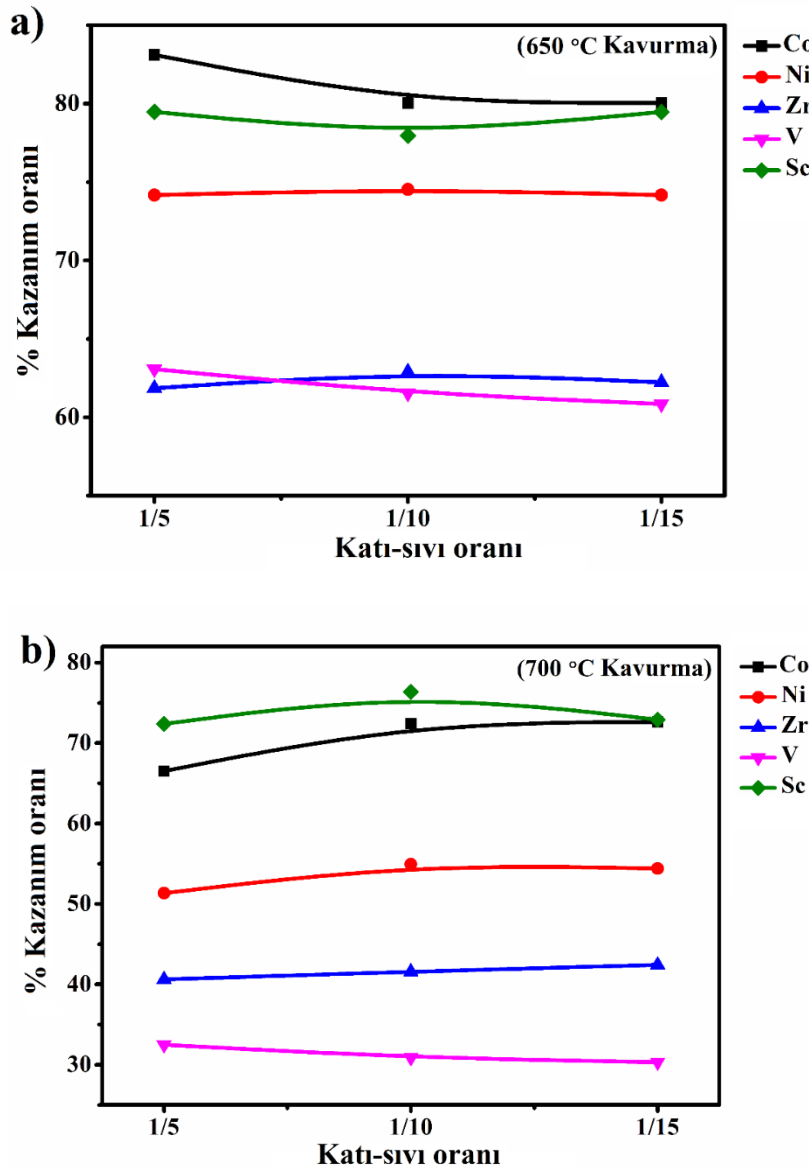 a)
(650 °C Kavurma)
Co
Ni
Zr
V
Sc
80
70
60
% Kazanım oranı
1/5
1/10
1/15
Katı-sıvı oranı
b)
(700 °C Kavurma)
Co
Ni
Zr
V
Sc
80
70
60
50
40
30
% Kazanım oranı
1/5
1/10
1/15
Katı-sıvı oranı